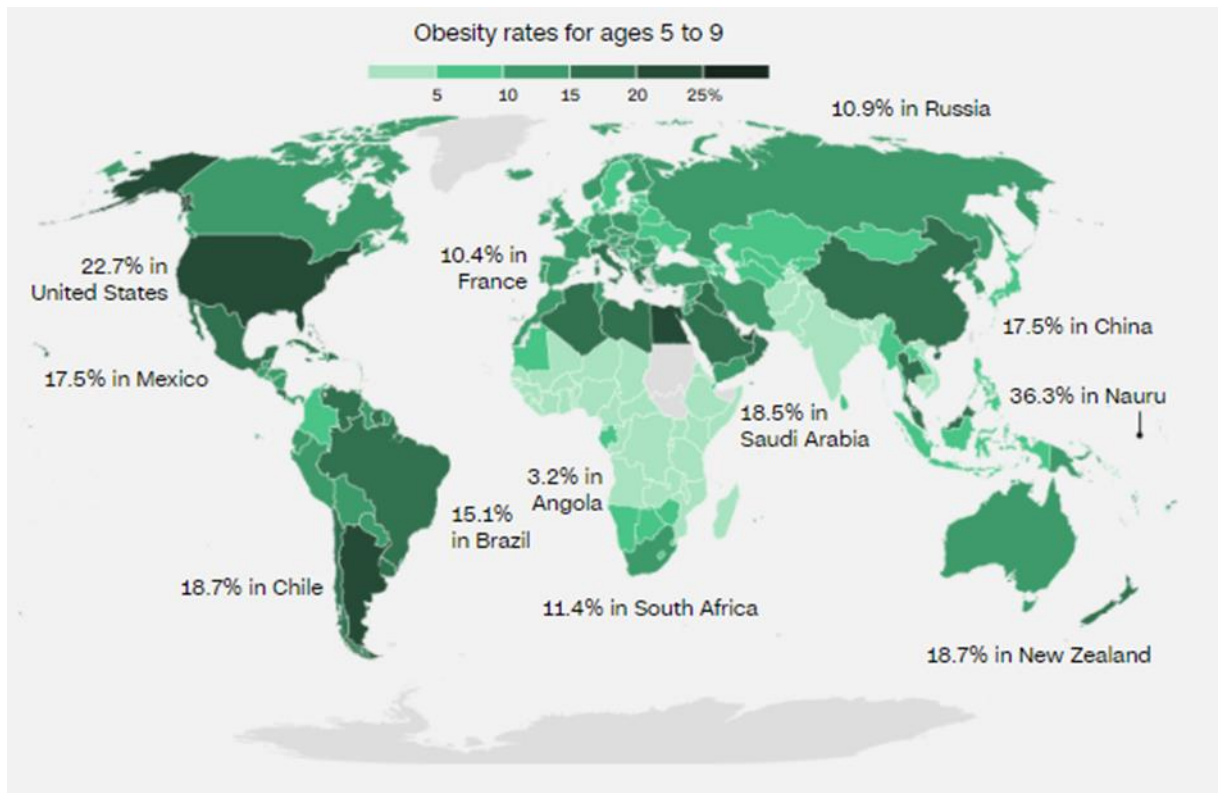 Obesity rates for ages 5 to 9
5 10 15 20 25%
10.9% in Russia
22.7% in
United States
10.4% in
France
17.5% in China
17.5% in Mexico
36.3% in Nauru
18.5% in
Saudi Arabia
3.2% in
Angola
15.1%
in Brazil
18.7% in Chile
11.4% in South Africa
18.7% in New Zealand